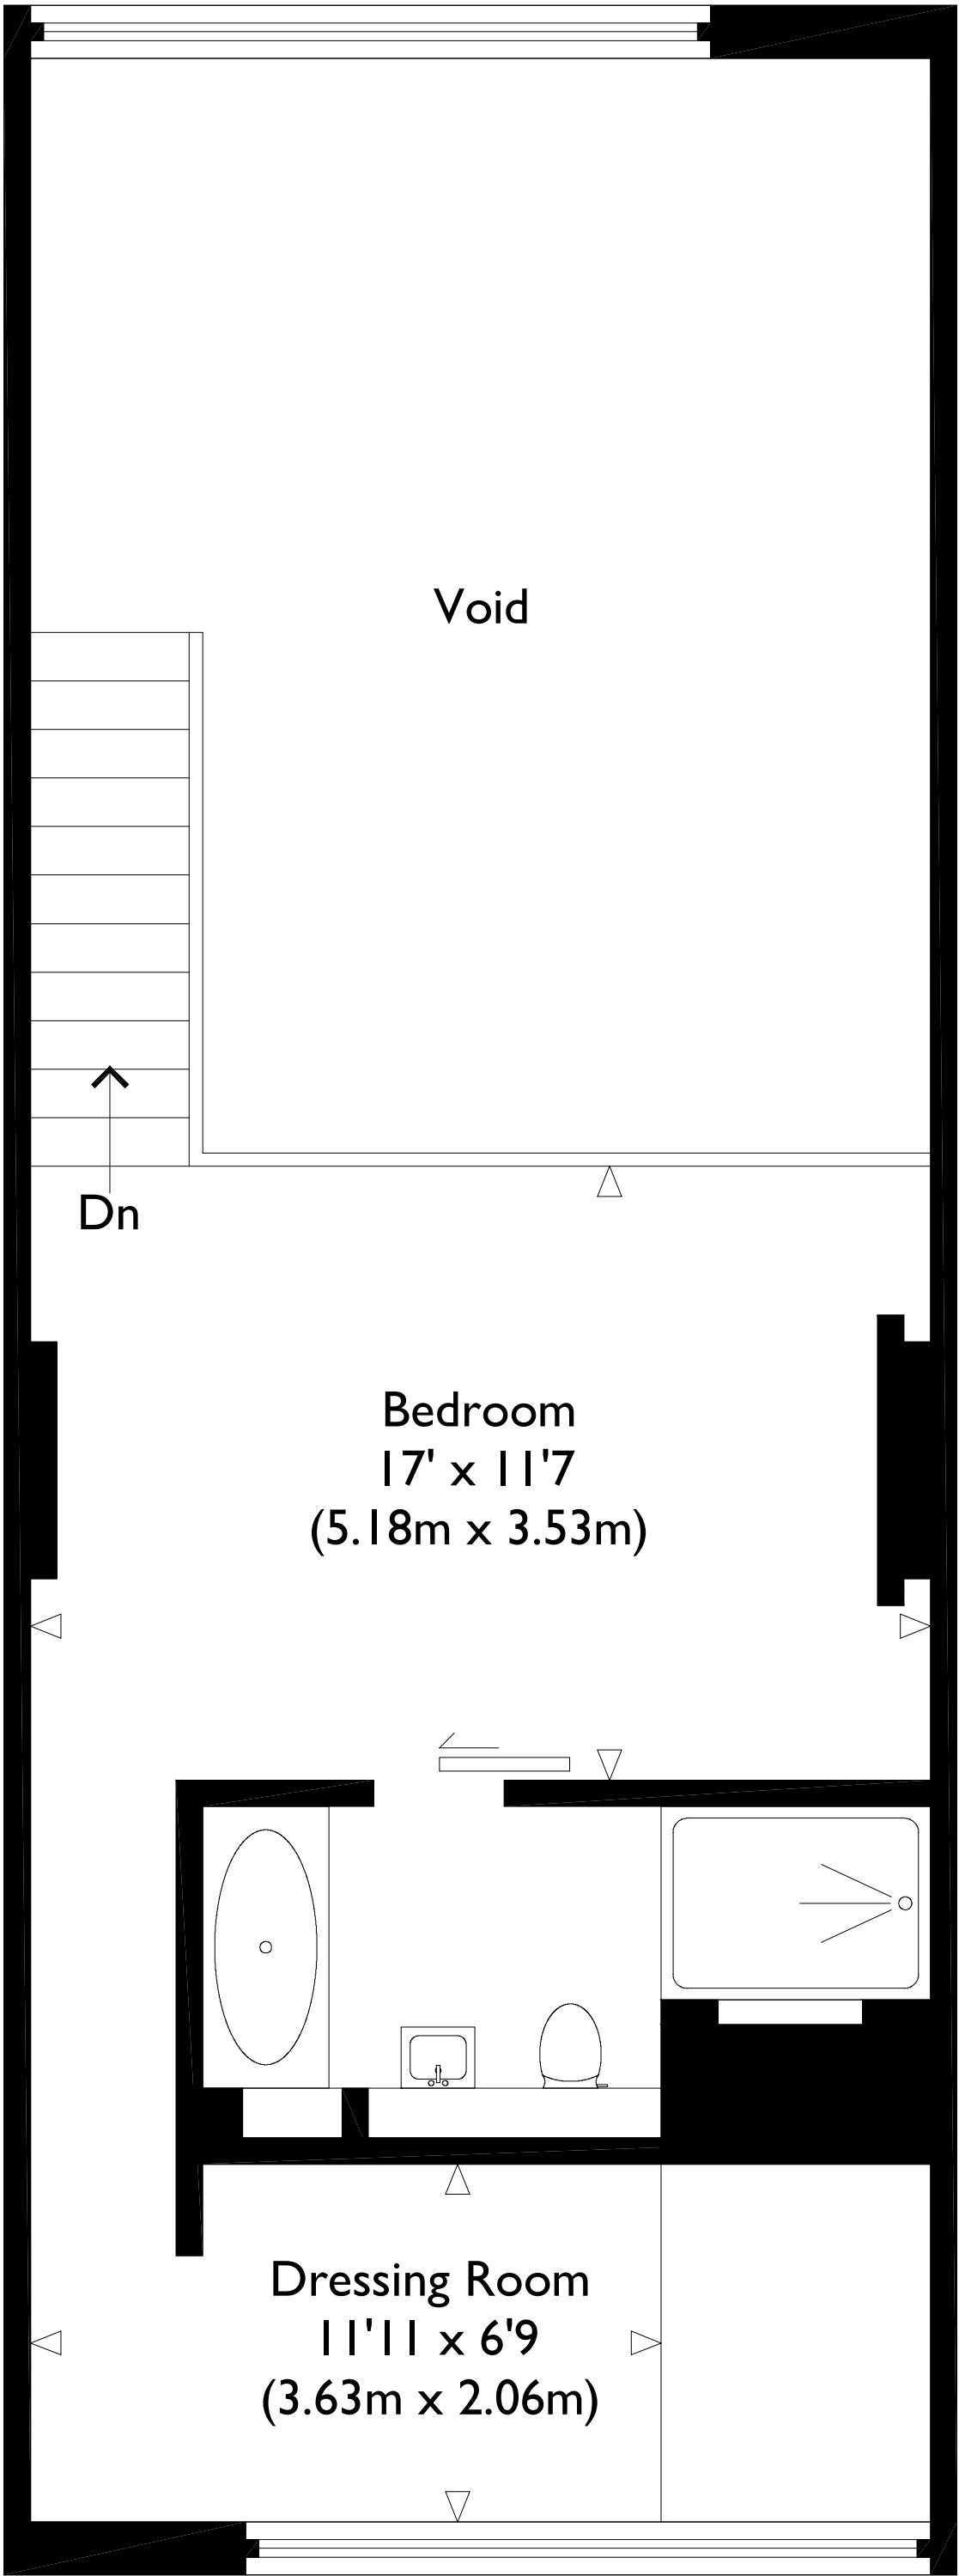 Void
Dn
Bedroom
17' x 11'7
(5.18m x 3.53m)
Dressing Room
11'11 x 6'9
(3.63m x 2.06m)